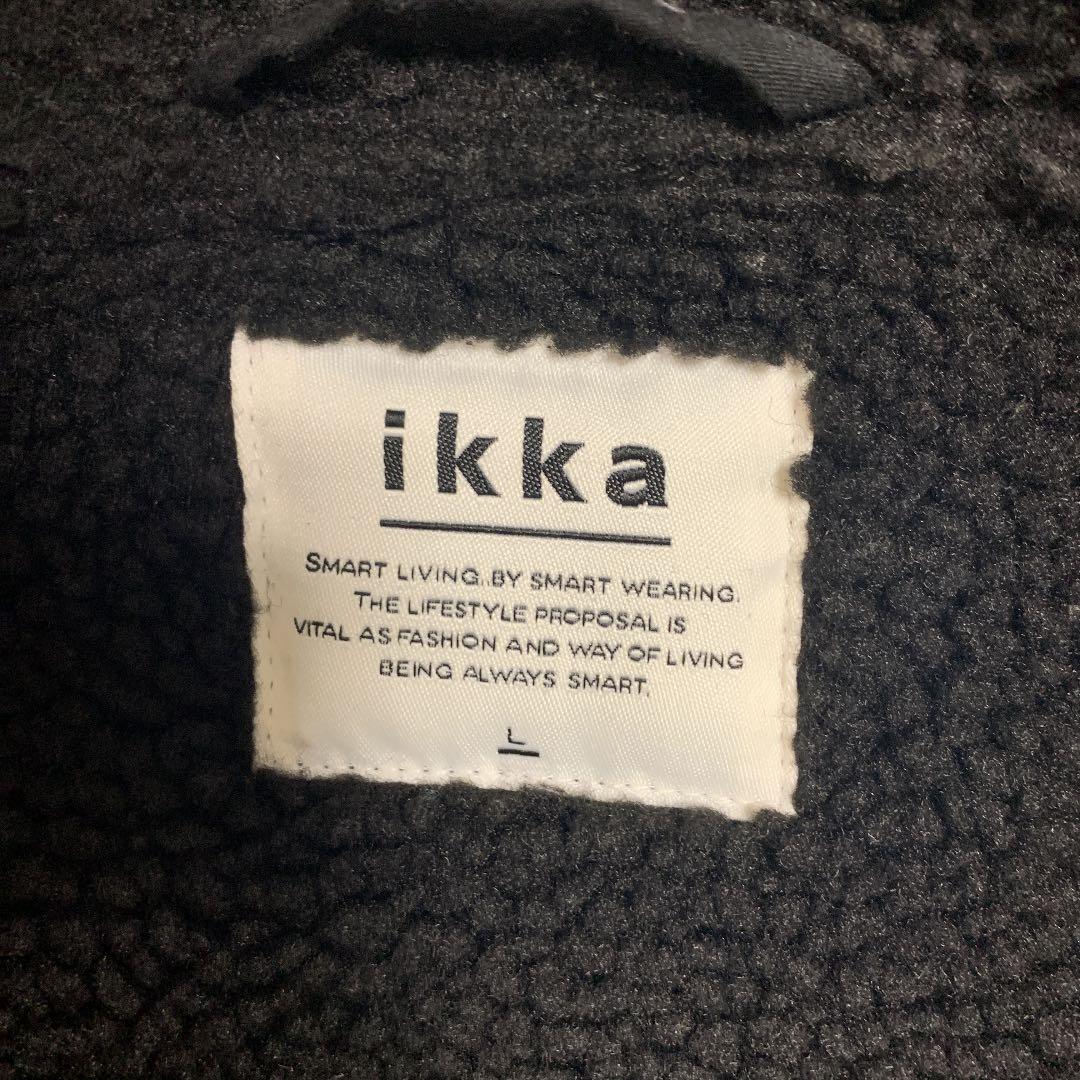 ikka
SMART LIVING. BY SMART WEARING.
THE LIFESTYLE PROPOSAL IS
VITAL AS FASHION AND WAY OF LIVING
BEING ALWAYS SMART.
L